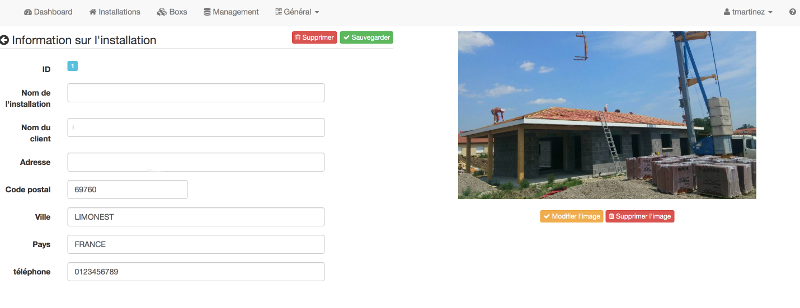 Dashboard Installations Boxs Management Général tmartinez
Information sur l'installation Supprimer Sauvegarder
ID 1
Nom de l'installation
Nom du client
Adresse
Code postal 69760
Ville LIMONEST
Pays FRANCE
téléphone 0123456789
Modifier l'image Supprimer l'image